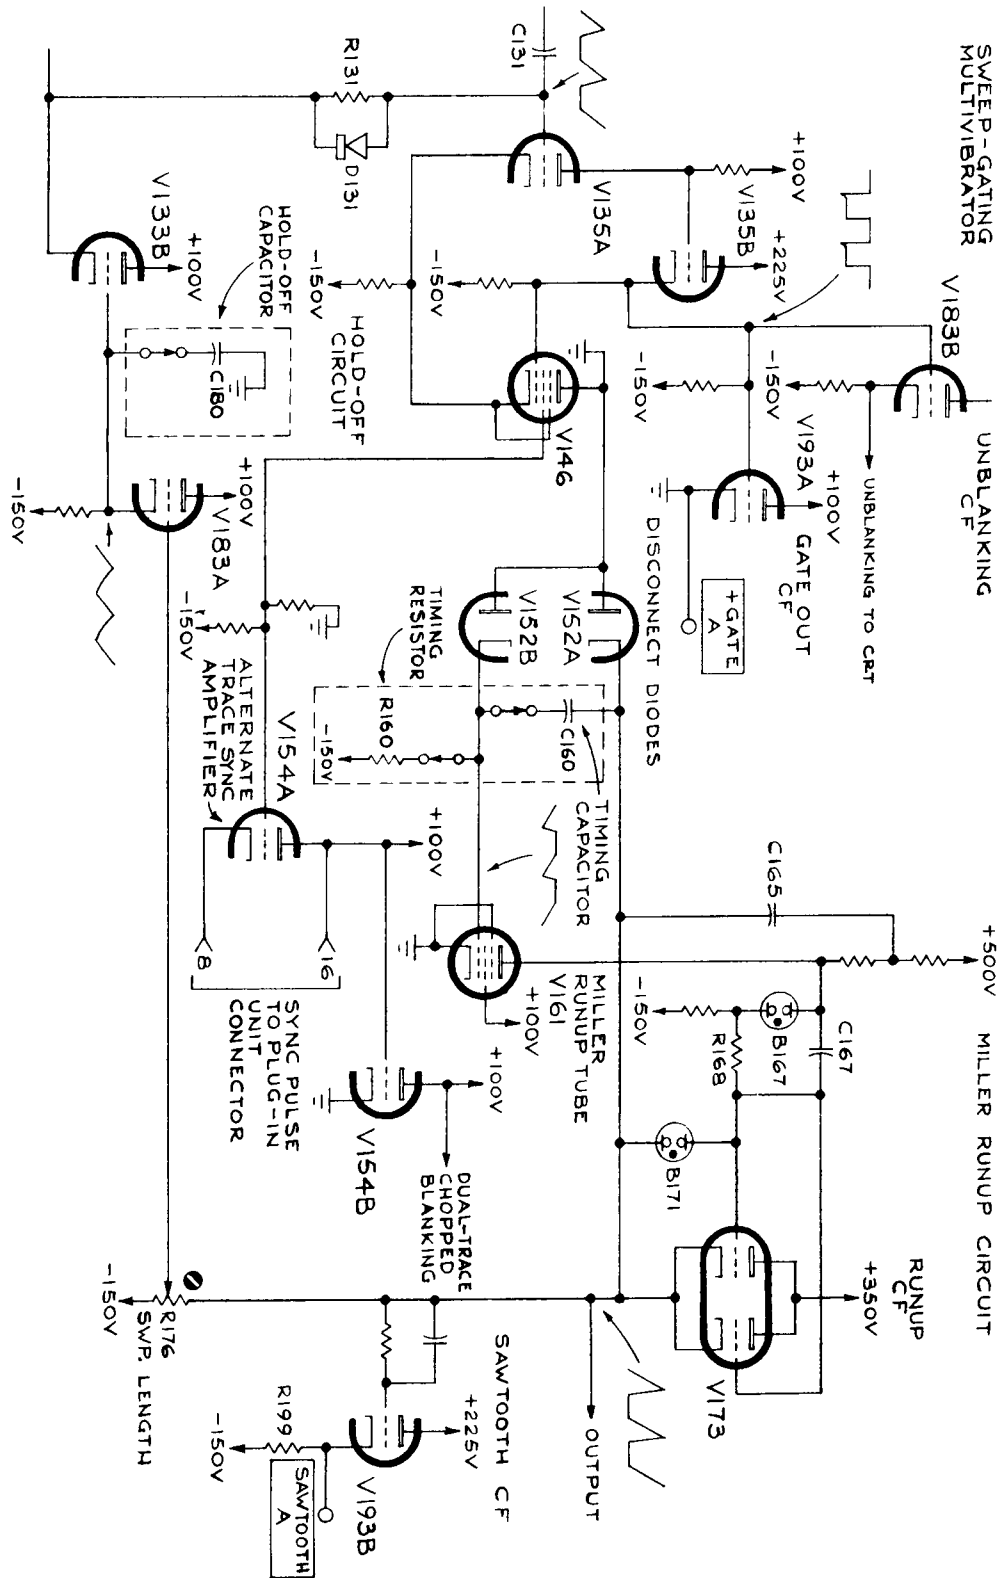 SWEEP-GATING
MULTIVIBRATOR
V183B
UNBLANKING
CF
MILLER RUNUP CIRCUIT
+500V
+100V
V135B
+225V
-150V
V193A
+100V
GATE OUT
CF
UNBLANKING TO CRT
+GATE
A
C131
V135A
R131
D131
-150V
-150V
-150V
HOLD-OFF
CIRCUIT
V146
DISCONNECT DIODES
V152A
V152B
TIMING
RESISTOR
C160
R160
-150V
TIMING
CAPACITOR
C165
MILLER
RUNUP TUBE
V161
+100V
-150V
B167
R168
C167
B171
RUNUP
CF
+350V
V173
OUTPUT
V133B
+100V
HOLD-OFF
CAPACITOR
C180
-150V
+100V
V183A
-150V
ALTERNATE
TRACE SYNC
AMPLIFIER
V154A
+100V
8
16
SYNC PULSE
TO PLUG-IN
UNIT
CONNECTOR
+100V
V154B
DUAL-TRACE
CHOPPED
BLANKING
-150V
R176
SWP. LENGTH
SAWTOOTH CF
+225V
R199
-150V
V193B
SAWTOOTH
A